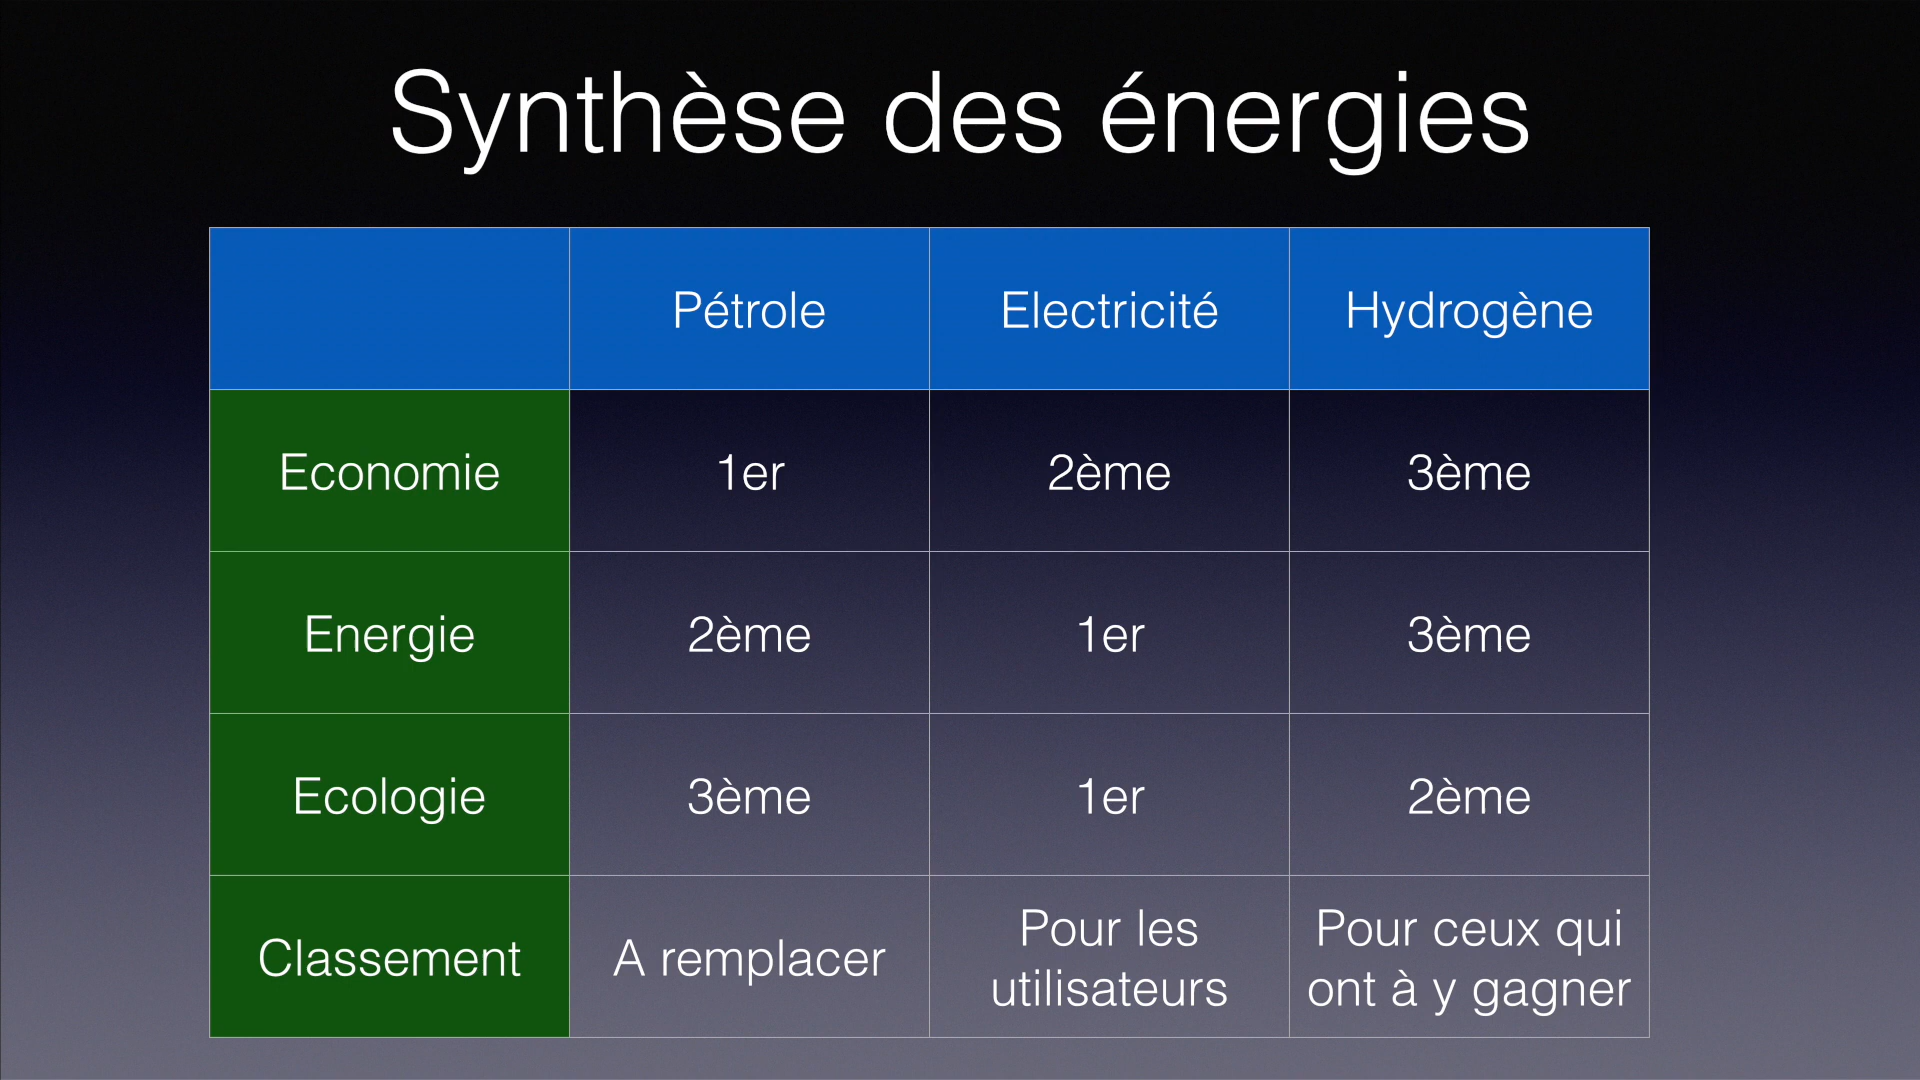 Synthèse des énergies
Pétrole Electricité Hydrogène
Economie 1er 2ème 3ème
Energie 2ème 1er 3ème
Ecologie 3ème 1er 2ème
Classement A remplacer Pour les utilisateurs Pour ceux qui ont à y gagner